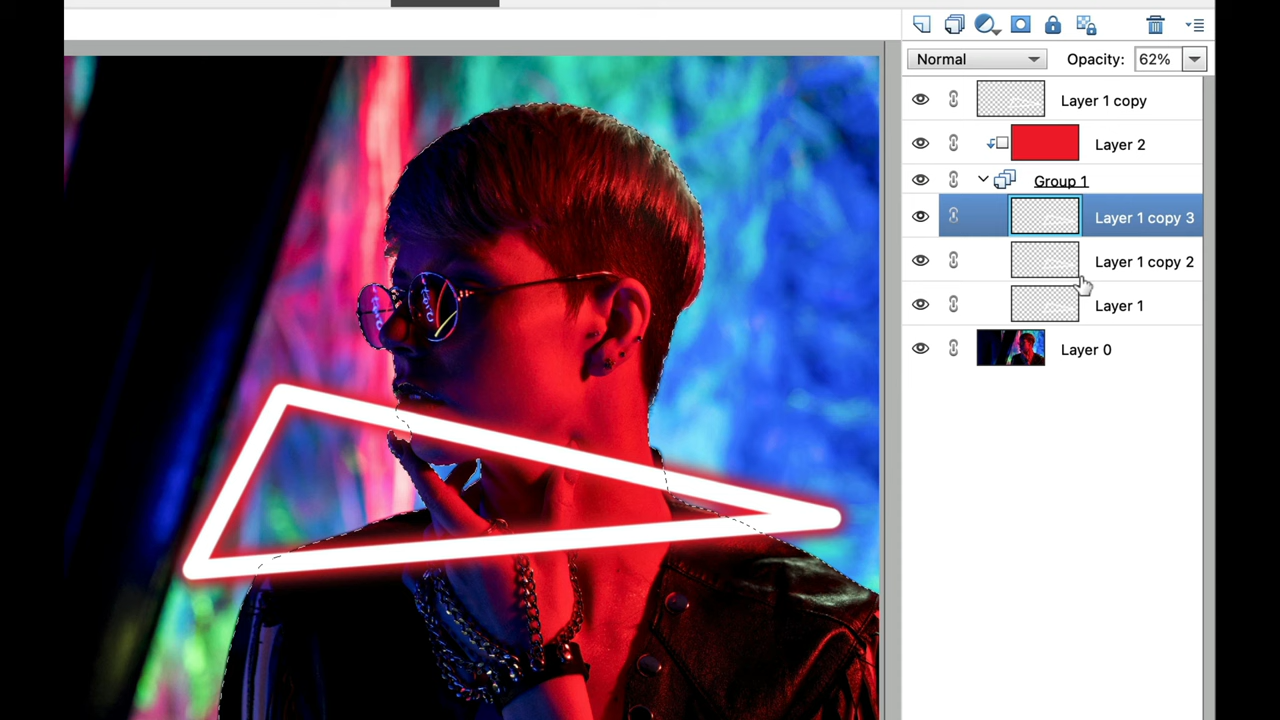 Normal Opacity: 62%
Layer 1 copy
Layer 2
Group 1
Layer 1 copy 3
Layer 1 copy 2
Layer 1
Layer 0